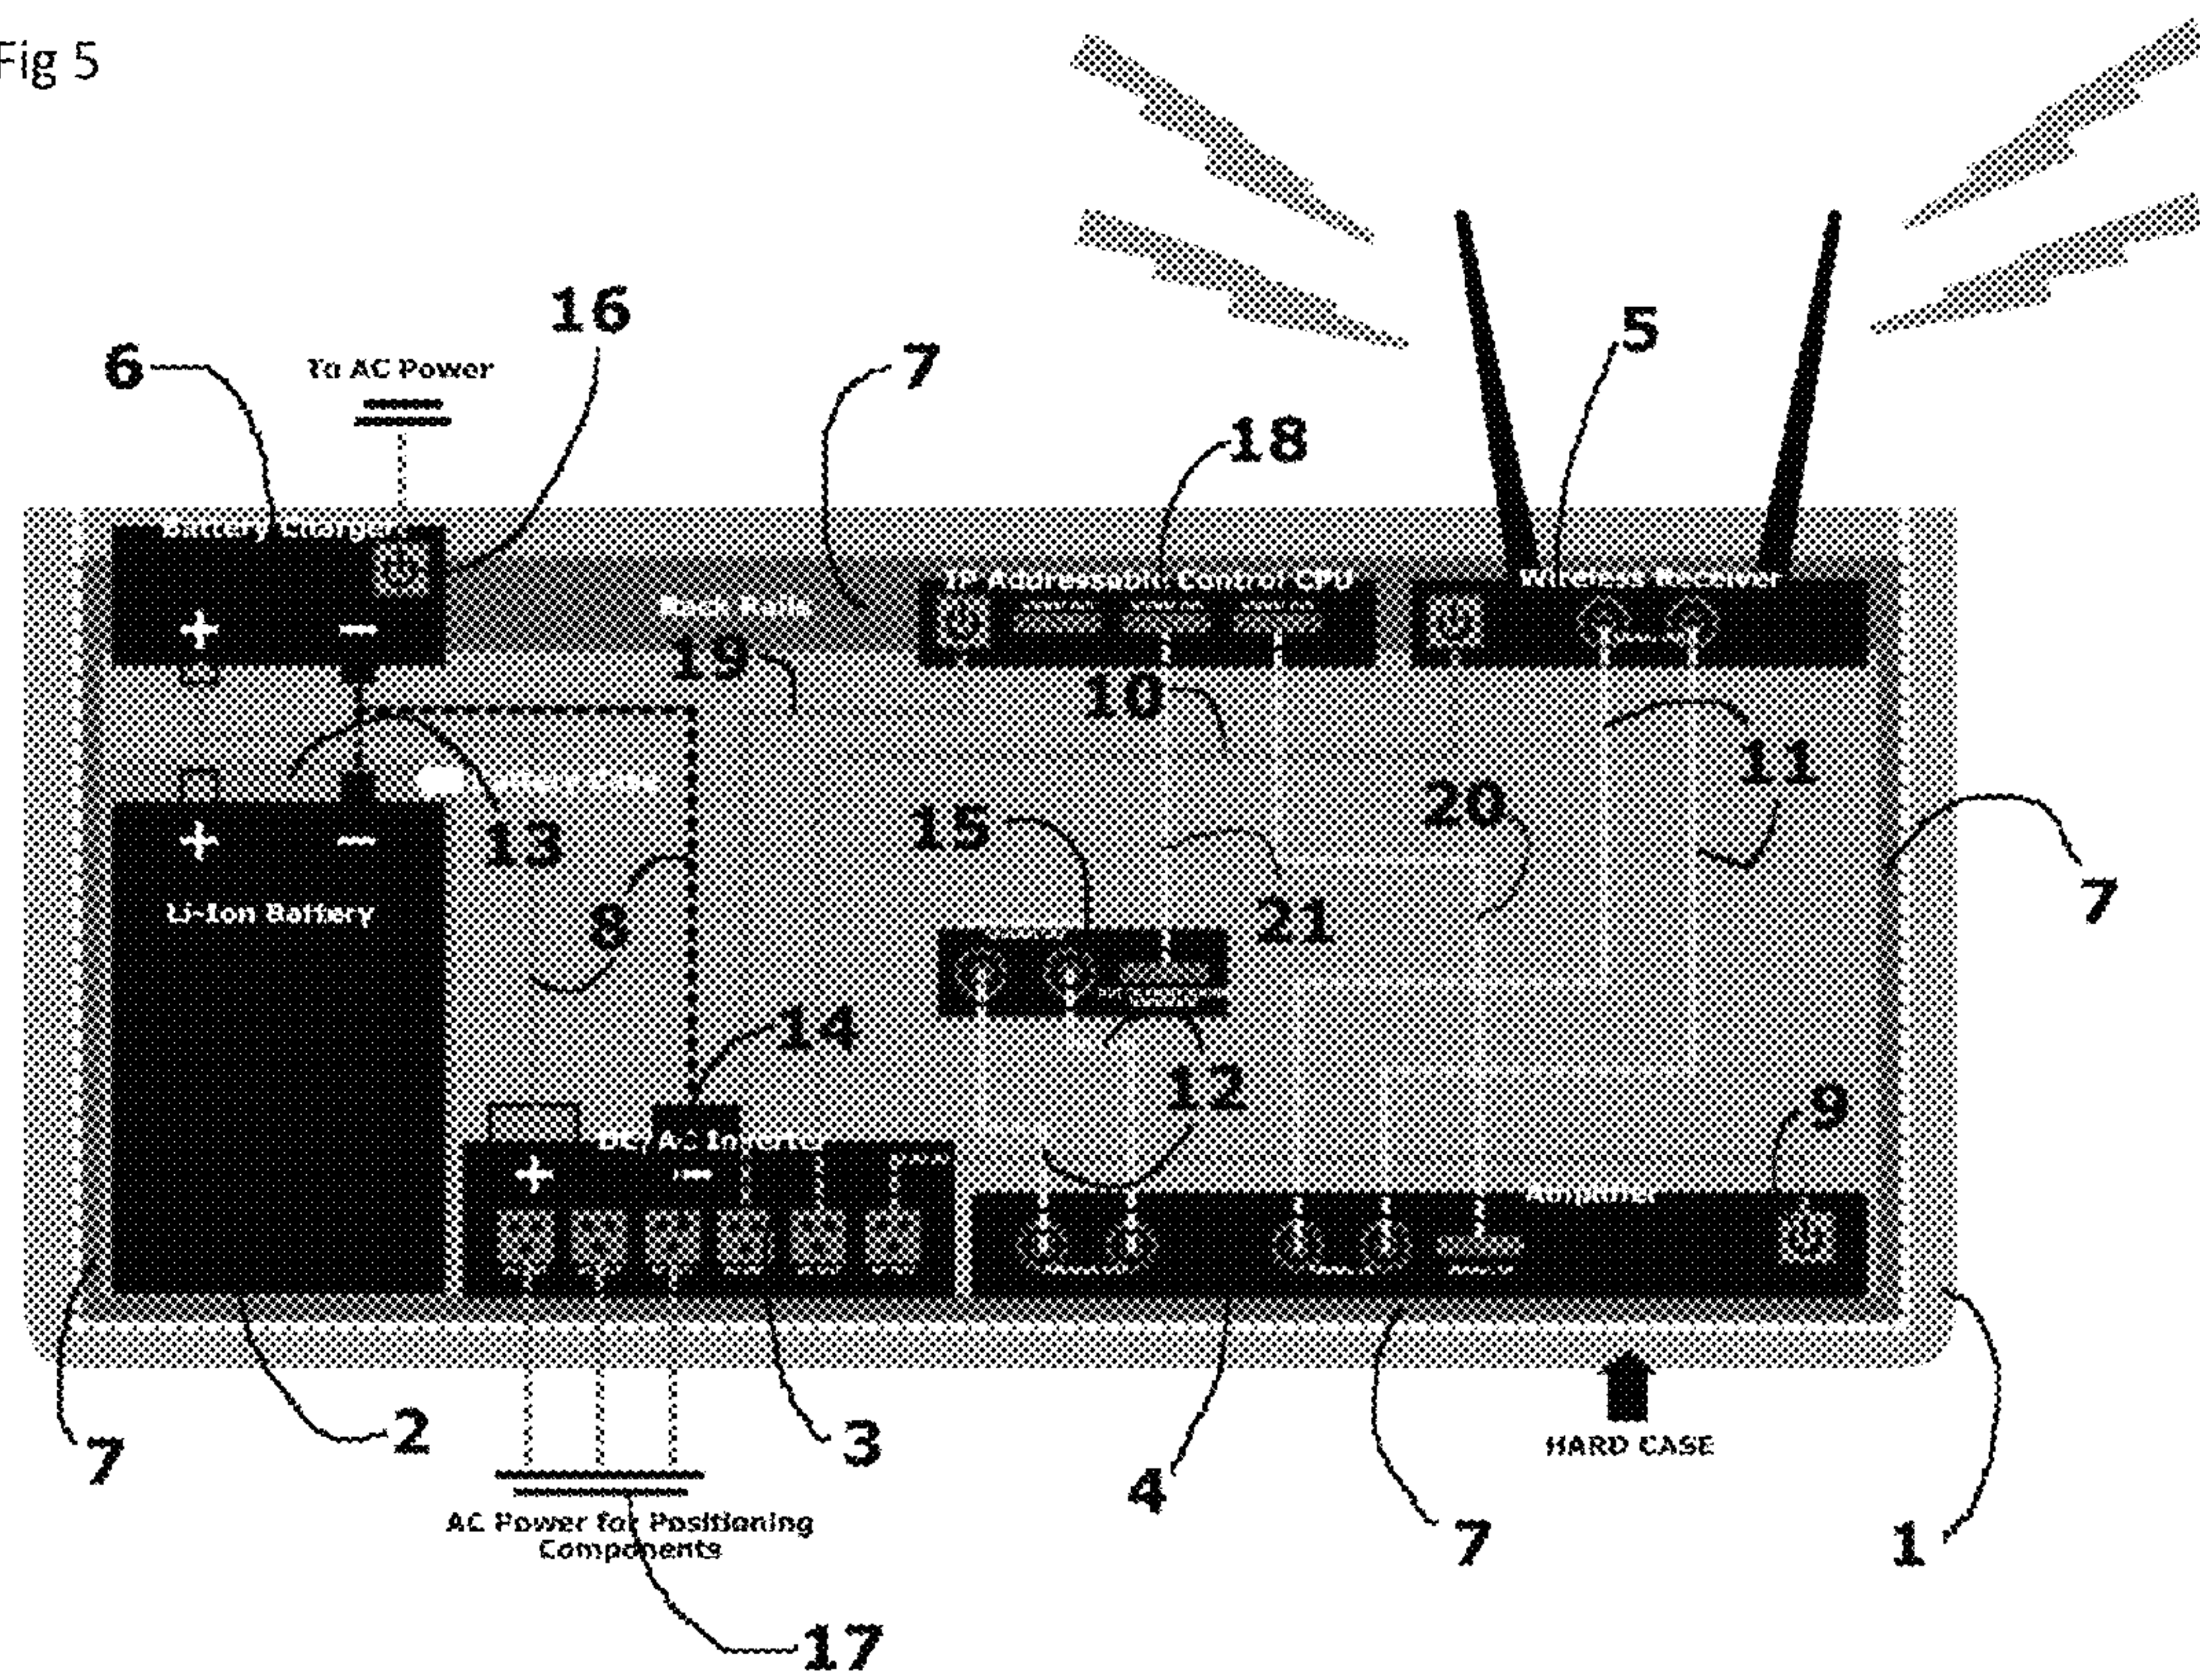 Fig 5
16
5
6
To AC Power
7
18
Battery Charger
IP Addressable Control CPU
Wireless Receiver
Rack Rails
+
−
19
10
11
20
15
13
+
−
Li-Ion Battery
8
21
7
14
12
9
DC/AC Inverter
+
−
Amplifier
2
3
7
4
HARD CASE
7
1
AC Power for Positioning
Components
17